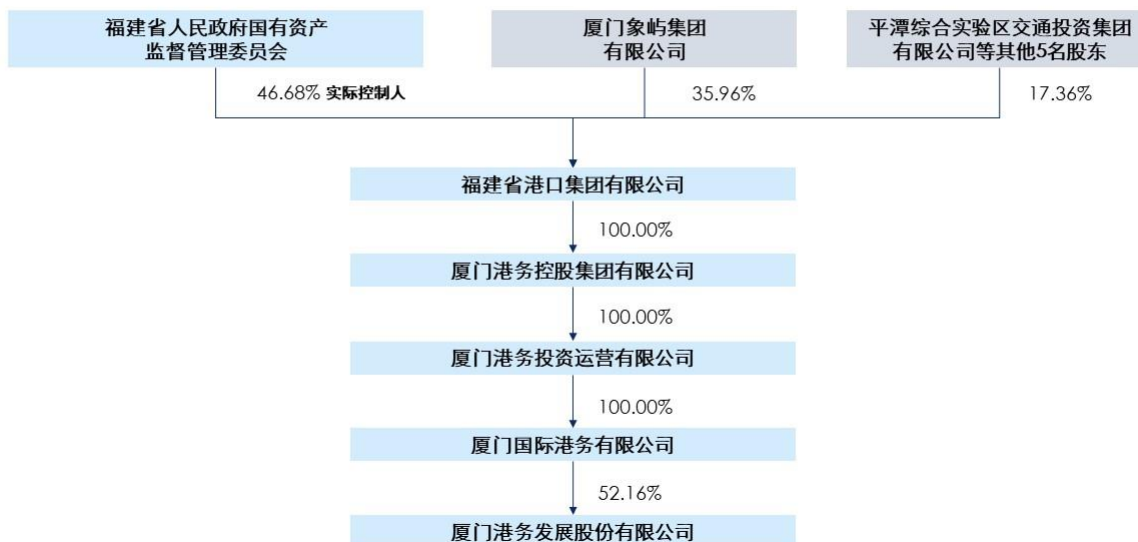 福建省人民政府国有资产
监督管理委员会
厦门象屿集团
有限公司
平潭综合实验区交通投资集团
有限公司等其他5名股东
46.68% 实际控制人
35.96%
17.36%
福建省港口集团有限公司
100.00%
厦门港务控股集团有限公司
100.00%
厦门港务投资运营有限公司
100.00%
厦门国际港务有限公司
52.16%
厦门港务发展股份有限公司